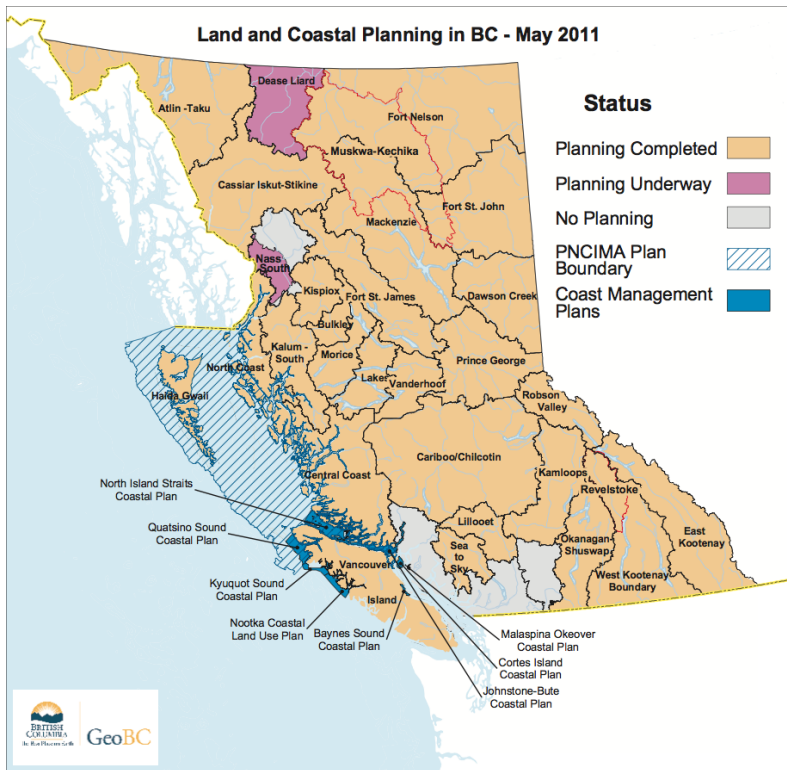 Land and Coastal Planning in BC - May 2011
Status
Planning Completed
Planning Underway
No Planning
PNCIMA Plan
Boundary
Coast Management
Plans
Dease Liard
Atlin -Taku
Fort Nelson
Muskwa-Kechika
Cassiar Iskut-Stikine
Fort St. John
Mackenzie
Nass
South
Kispiox
Fort St. James
Dawson Creek
Bulkley
Kalum -
South
Morice
Prince George
North Coast
Lakes
Vanderhoof
Haida Gwaii
Robson
Valley
Cariboo/Chilcotin
Kamloops
Central Coast
Revelstoke
North Island Straits
Coastal Plan
Lillooet
Quatsino Sound
Coastal Plan
Okanagan
Shuswap
East
Kootenay
Sea
to
Sky
Vancouver
Island
Kyuquot Sound
Coastal Plan
West Kootenay
Boundary
Nootka Coastal
Land Use Plan
Baynes Sound
Coastal Plan
Malaspina Okeover
Coastal Plan
Cortes Island
Coastal Plan
Johnstone-Bute
Coastal Plan
BRITISH
COLUMBIA
GeoBC